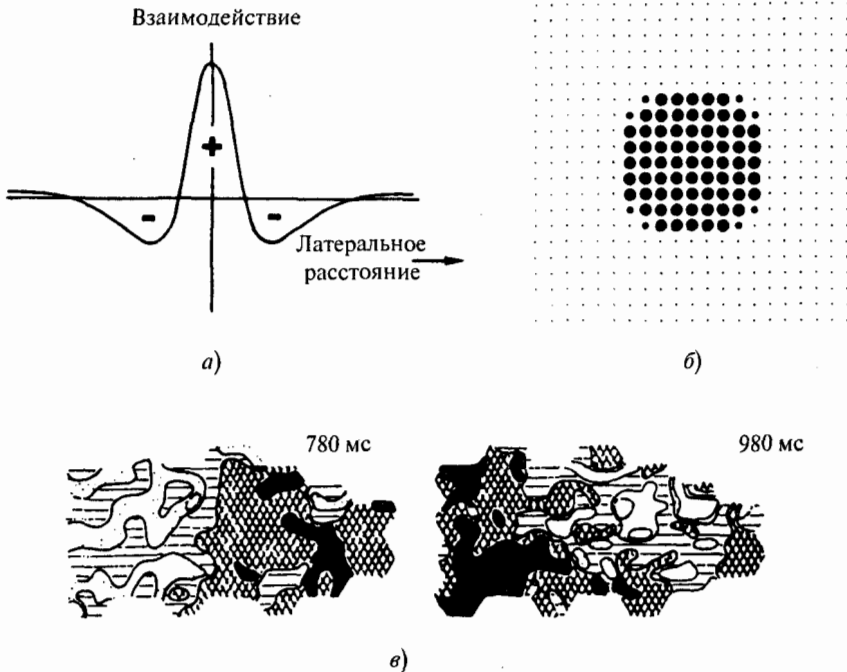 Взаимодействие
+
-
-
Латеральное
расстояние
а)
б)
780 мс
980 мс
в)